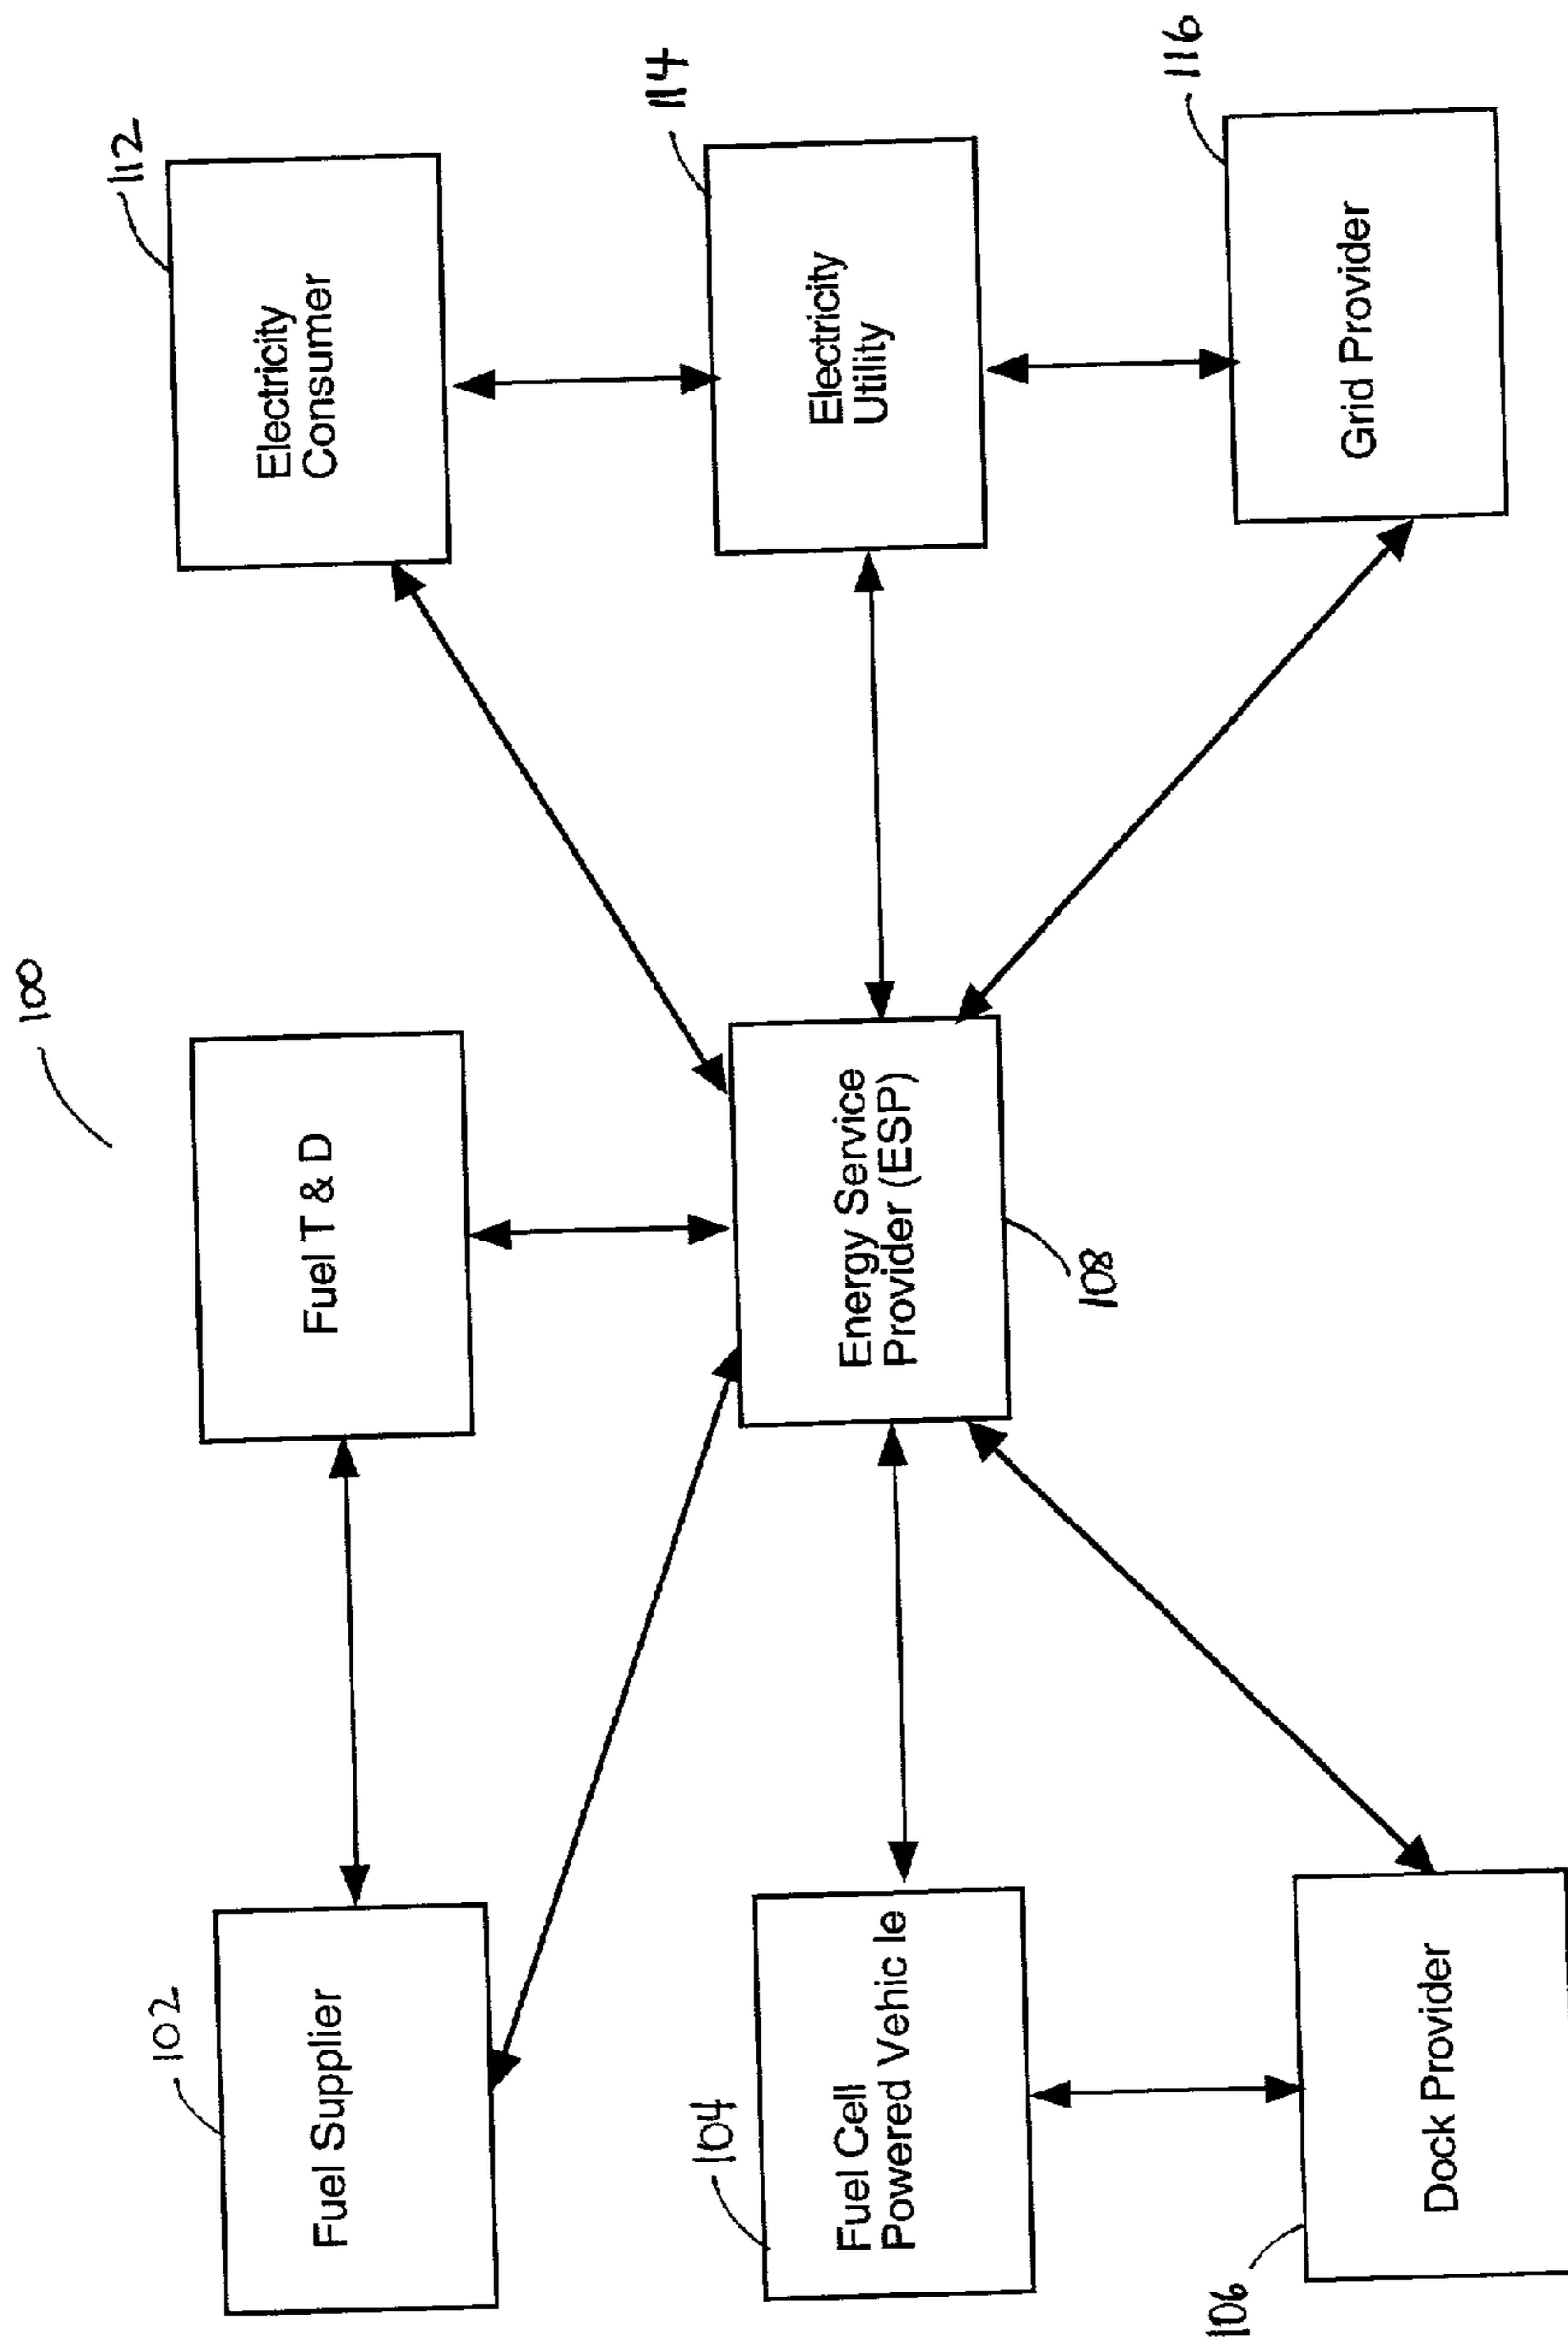 100
102
Fuel Supplier
Fuel T & D
112
Electricity
Consumer
104
Fuel Cell
Powered Vehic le
Energy Service
Provider (ESP)
108
114
Electricity
Utility
106
Dock Provider
116
Grid Provider